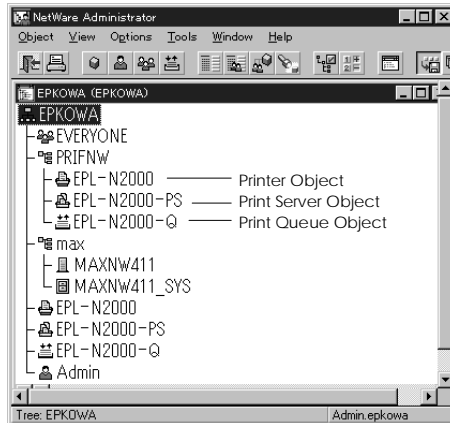 NetWare Administrator
Object View Options Tools Window Help
EPKOWA (EPKOWA)
EPKOWA
EVERYONE
PRIFNW
EPL-N2000 Printer Object
EPL-N2000-PS Print Server Object
EPL-N2000-Q Print Queue Object
max
MAXNW411
MAXNW411_SYS
EPL-N2000
EPL-N2000-PS
EPL-N2000-Q
Admin
Tree: EPKOWA Admin.epkowa